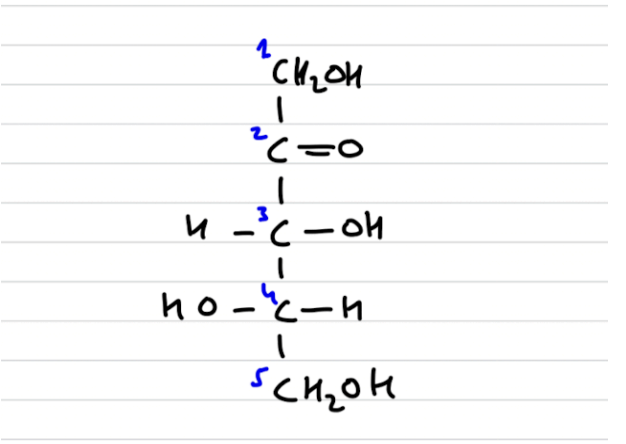 1
CH₂OH
|
2
C=O
|
H – 3 C – OH
|
HO – 4 C – H
|
5 CH₂OH